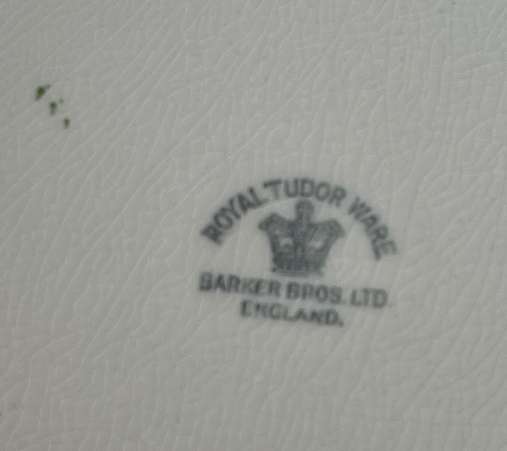 ROYAL TUDOR WARE
BARKER BROS. LTD
ENGLAND.